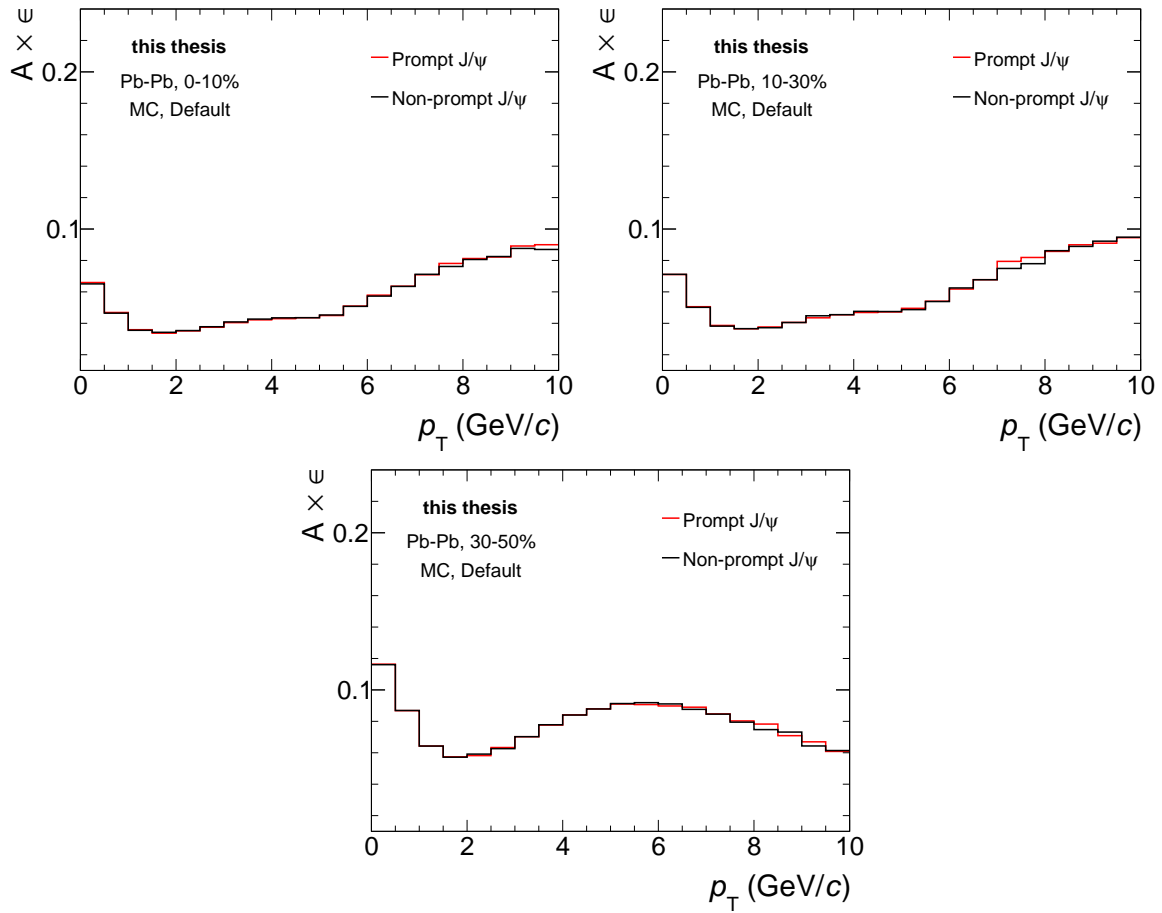 A × ϵ
0.2
0.1
this thesis
Pb-Pb, 0-10%
MC, Default
Prompt J/ψ
Non-prompt J/ψ
0 2 4 6 8 10
p_T (GeV/c)
A × ϵ
0.2
0.1
this thesis
Pb-Pb, 10-30%
MC, Default
Prompt J/ψ
Non-prompt J/ψ
0 2 4 6 8 10
p_T (GeV/c)
A × ϵ
0.2
0.1
this thesis
Pb-Pb, 30-50%
MC, Default
Prompt J/ψ
Non-prompt J/ψ
0 2 4 6 8 10
p_T (GeV/c)